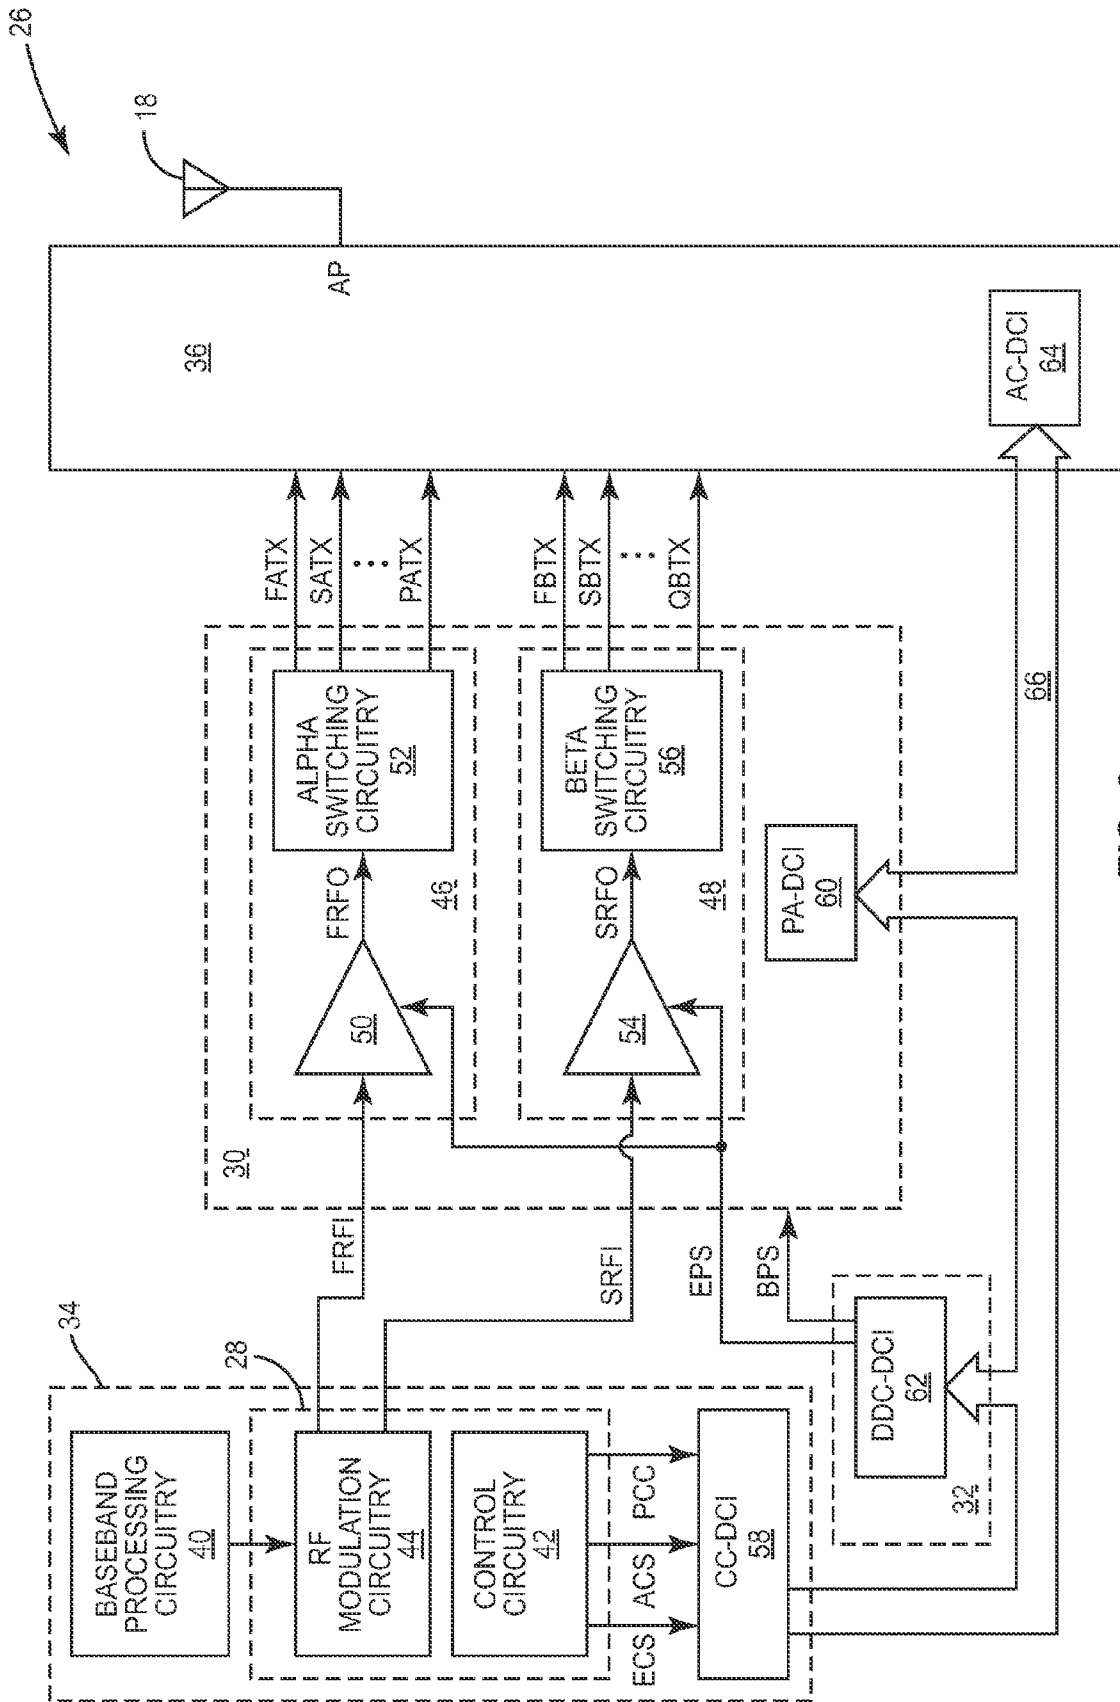 26
18
34
28
BASEBAND
PROCESSING
CIRCUITRY
40
RF
MODULATION
CIRCUITRY
44
CONTROL
CIRCUITRY
42
ECS
ACS
PCC
CC-DCI
58
FRFI
SRFI
EPS
BPS
DDC-DCI
62
32
30
50
FRFO
ALPHA
SWITCHING
CIRCUITRY
52
46
54
SRFO
BETA
SWITCHING
CIRCUITRY
56
48
PA-DCI
60
FATX
SATX
...
PATX
FBTX
SBTX
...
QBTX
36
AP
AC-DCI
64
66